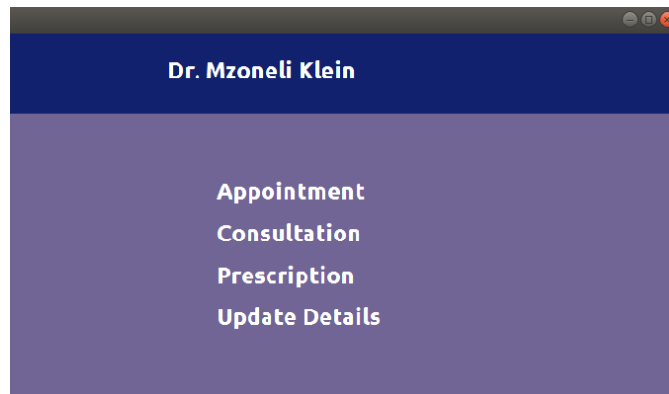 Dr. Mzoneli Klein
Appointment
Consultation
Prescription
Update Details